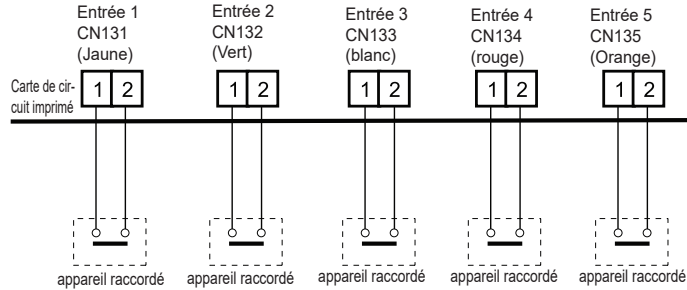 Entrée 1
CN131
(Jaune)
Entrée 2
CN132
(Vert)
Entrée 3
CN133
(blanc)
Entrée 4
CN134
(rouge)
Entrée 5
CN135
(Orange)
Carte de cir-
cuit imprimé
1 2
1 2
1 2
1 2
1 2
appareil raccordé
appareil raccordé
appareil raccordé
appareil raccordé
appareil raccordé